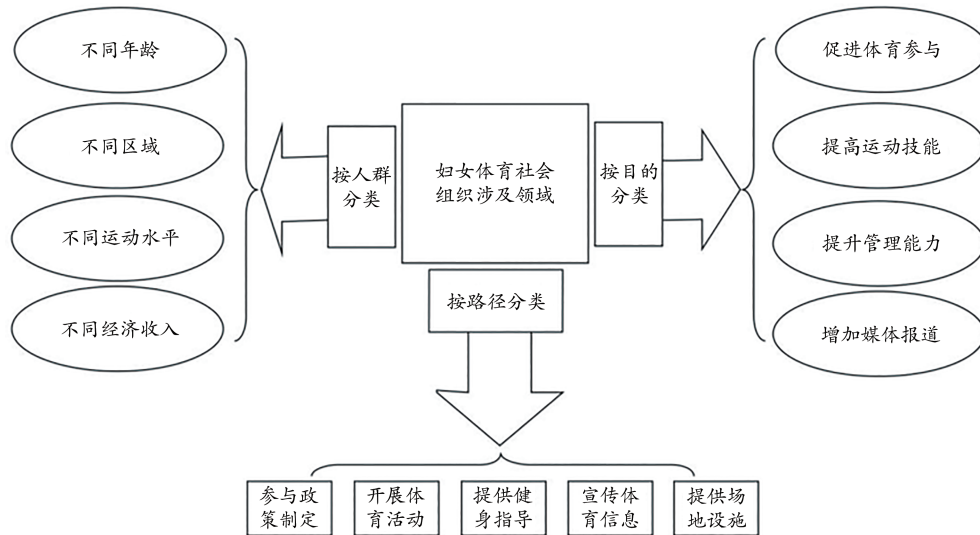 不同年龄
不同区域
不同运动水平
不同经济收入
按人群
分类
妇女体育社会
组织涉及领域
按目的
分类
促进体育参与
提高运动技能
提升管理能力
增加媒体报道
按路径分类
参与政
策制定
开展体
育活动
提供健
身指导
宣传体
育信息
提供场
地设施